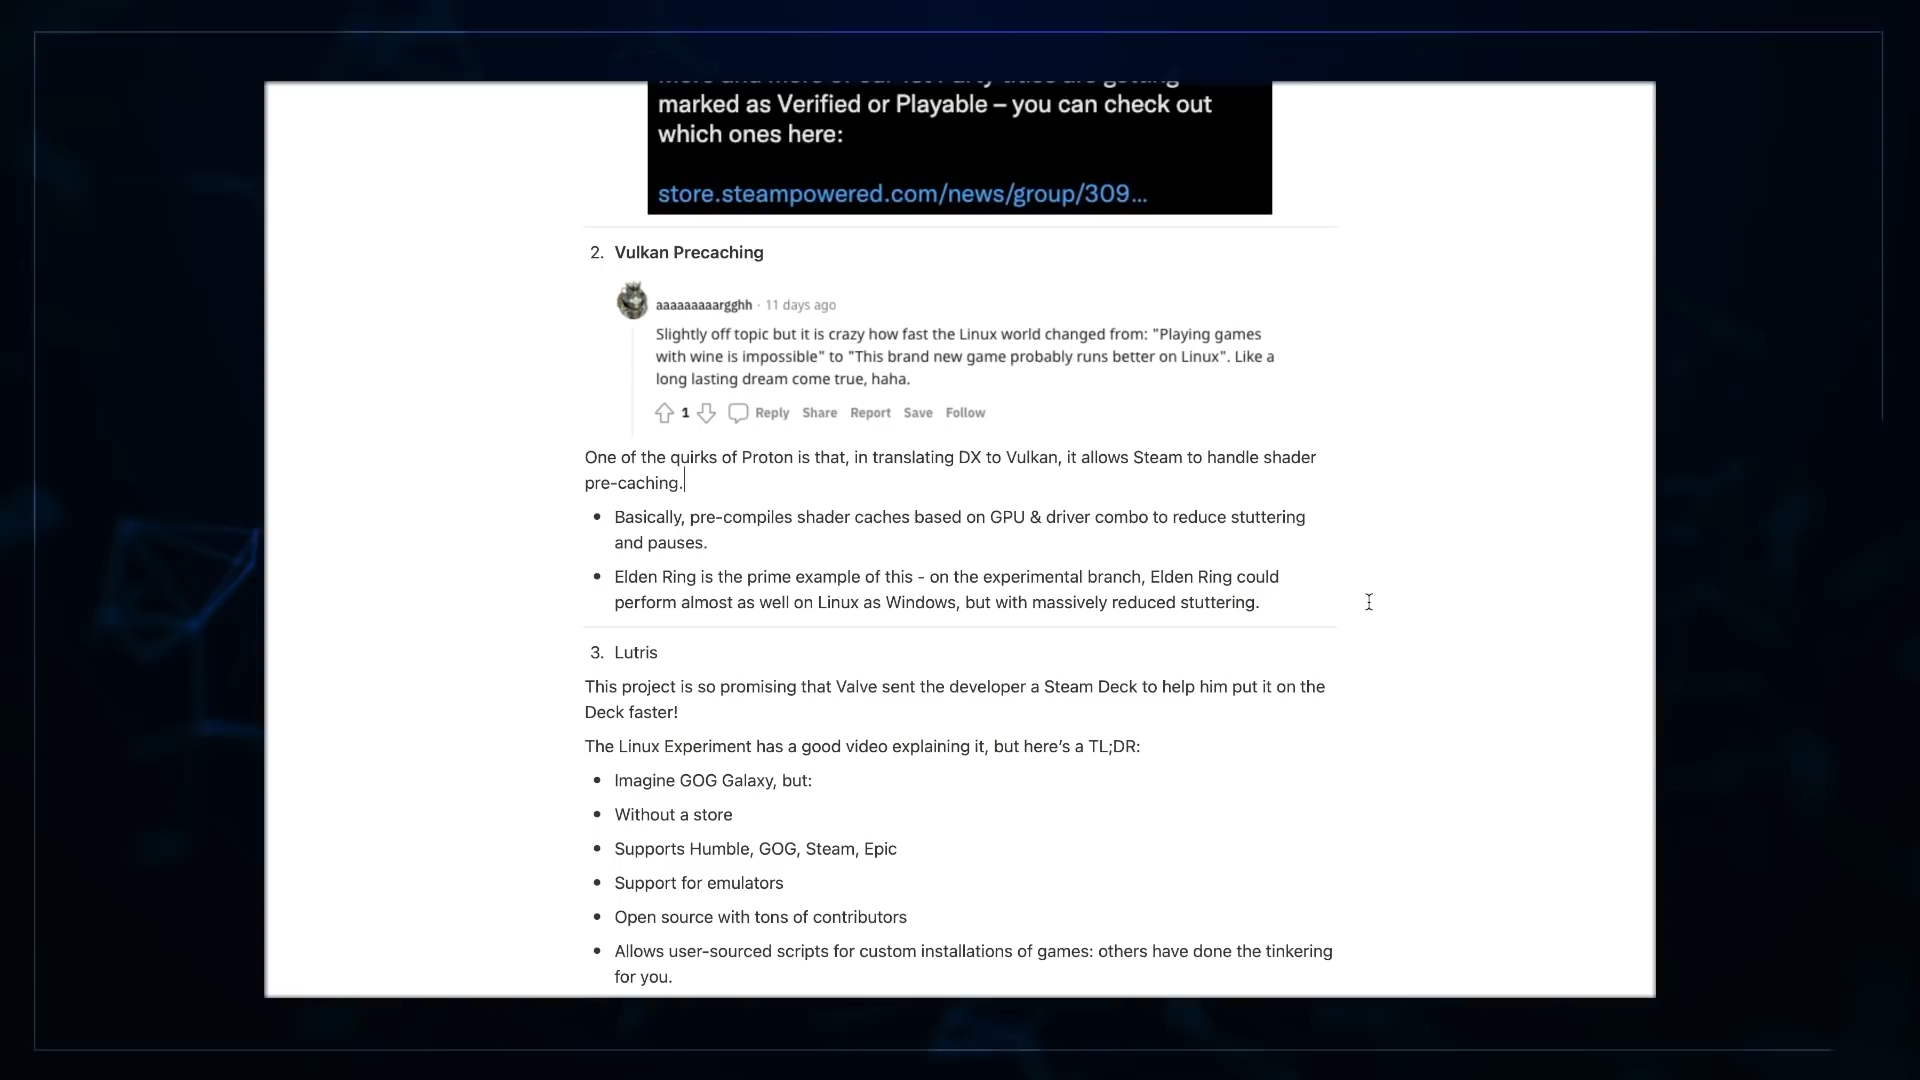 marked as Verified or Playable – you can check out
which ones here:
store.steampowered.com/news/group/309...
2. Vulkan Precaching
aaaaaaaaargghh · 11 days ago
Slightly off topic but it is crazy how fast the Linux world changed from: "Playing games
with wine is impossible" to "This brand new game probably runs better on Linux". Like a
long lasting dream come true, haha.
1 Reply Share Report Save Follow
One of the quirks of Proton is that, in translating DX to Vulkan, it allows Steam to handle shader
pre-caching.
• Basically, pre-compiles shader caches based on GPU & driver combo to reduce stuttering
and pauses.
• Elden Ring is the prime example of this - on the experimental branch, Elden Ring could
perform almost as well on Linux as Windows, but with massively reduced stuttering.
3. Lutris
This project is so promising that Valve sent the developer a Steam Deck to help him put it on the
Deck faster!
The Linux Experiment has a good video explaining it, but here's a TL;DR:
• Imagine GOG Galaxy, but:
• Without a store
• Supports Humble, GOG, Steam, Epic
• Support for emulators
• Open source with tons of contributors
• Allows user-sourced scripts for custom installations of games: others have done the tinkering
for you.